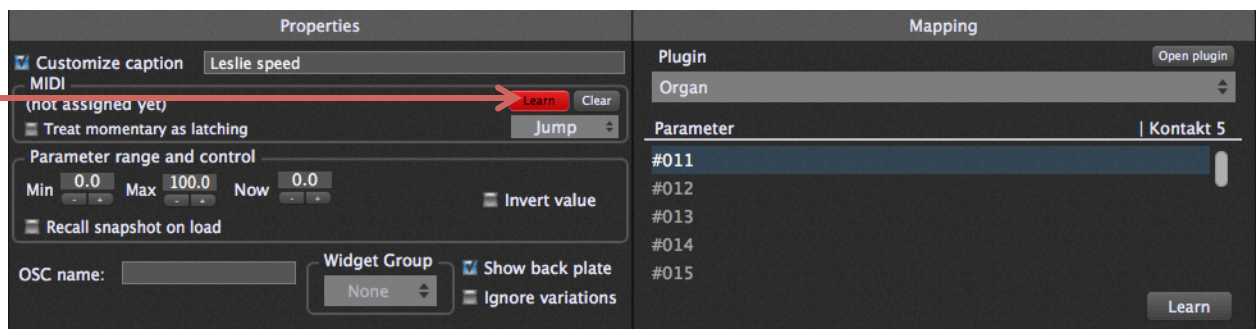 Properties
Customize caption Leslie speed
MIDI
(not assigned yet) Learn Clear
Treat momentary as latching Jump
Parameter range and control
Min 0.0 Max 100.0 Now 0.0
- + - + - +
Invert value
Recall snapshot on load
OSC name: Widget Group Show back plate
None Ignore variations
Mapping
Plugin Open plugin
Organ
Parameter | Kontakt 5
#011
#012
#013
#014
#015
Learn